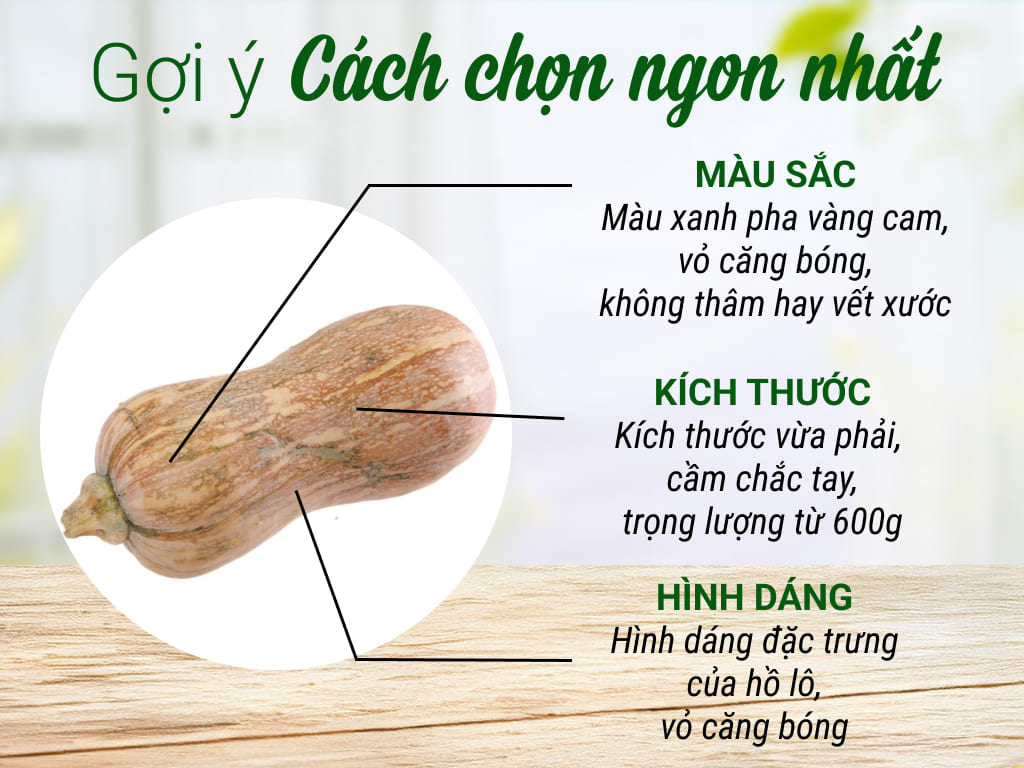 Gợi ý Cách chọn ngon nhất
MÀU SẮC
Màu xanh pha vàng cam,
vỏ căng bóng,
không thâm hay vết xước
KÍCH THƯỚC
Kích thước vừa phải,
cầm chắc tay,
trọng lượng từ 600g
HÌNH DÁNG
Hình dáng đặc trưng
của hồ lô,
vỏ căng bóng